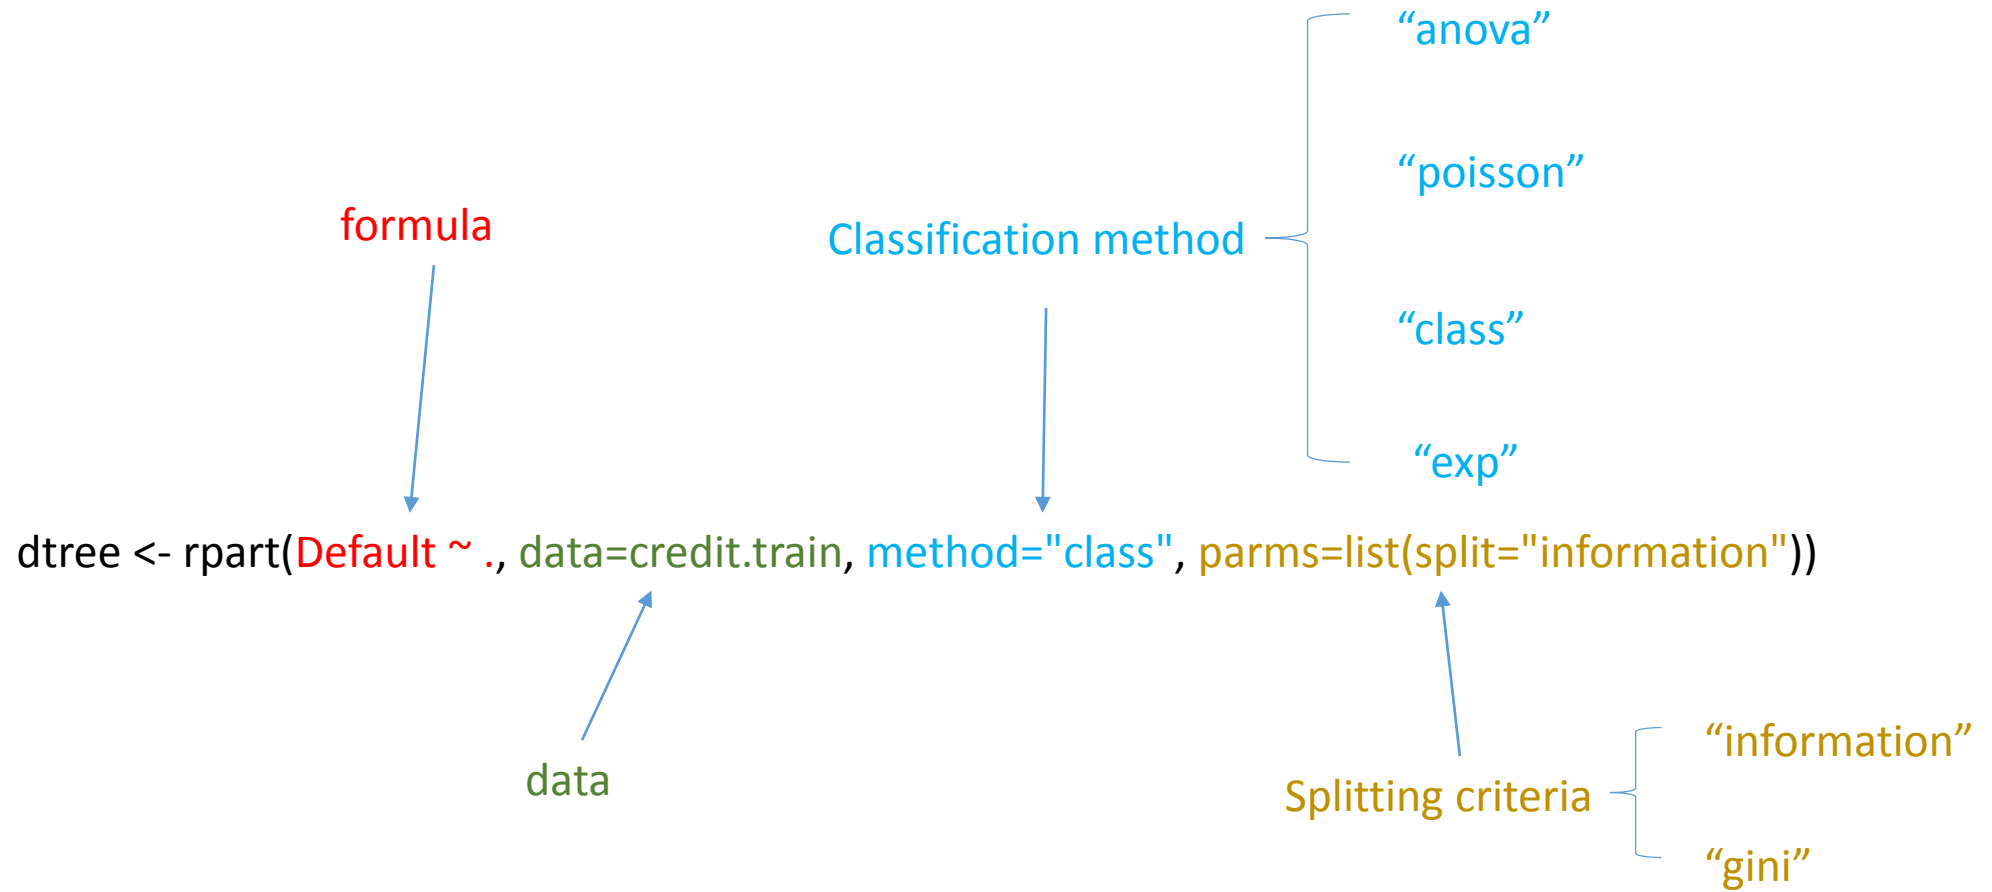 “anova”
“poisson”
formula
Classification method
“class”
“exp”
dtree <- rpart(Default ~ ., data=credit.train, method="class", parms=list(split="information"))
data
“information”
Splitting criteria
“gini”